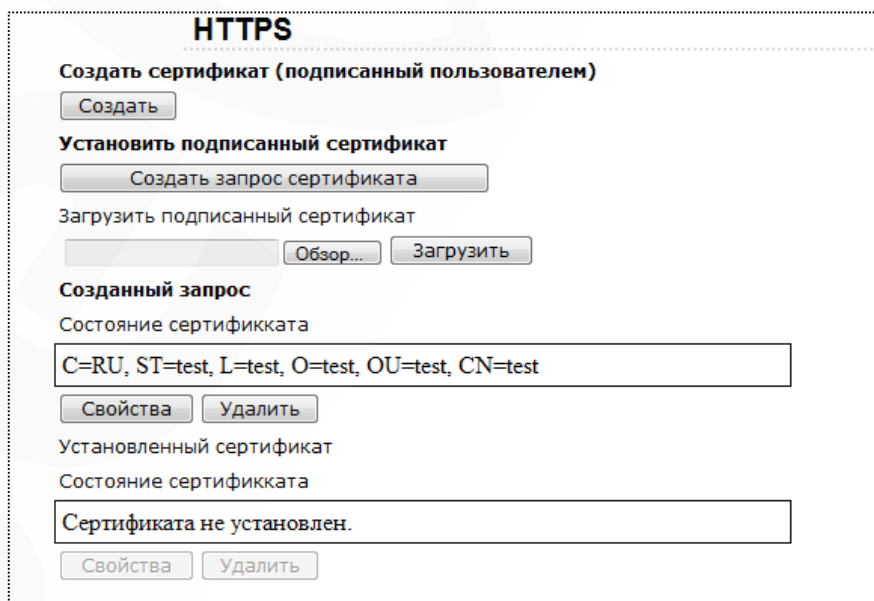 HTTPS
Создать сертификат (подписанный пользователем)
Создать
Установить подписанный сертификат
Создать запрос сертификата
Загрузить подписанный сертификат
Обзор... Загрузить
Созданный запрос
Состояние сертификката
C=RU, ST=test, L=test, O=test, OU=test, CN=test
Свойства Удалить
Установленный сертификат
Состояние сертификката
Сертификата не установлен.
Свойства Удалить